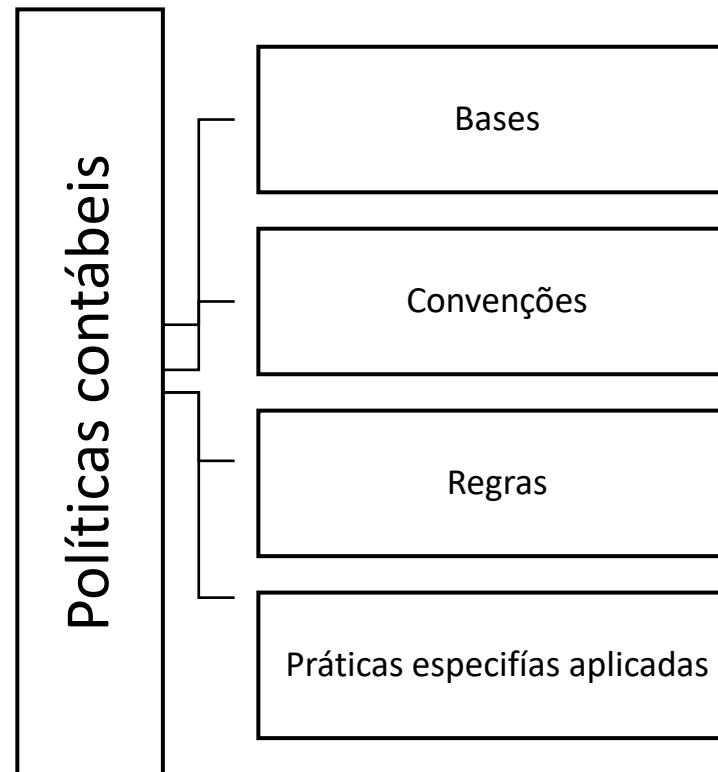 Políticas contábeis
Bases
Convenções
Regras
Práticas especifías aplicadas